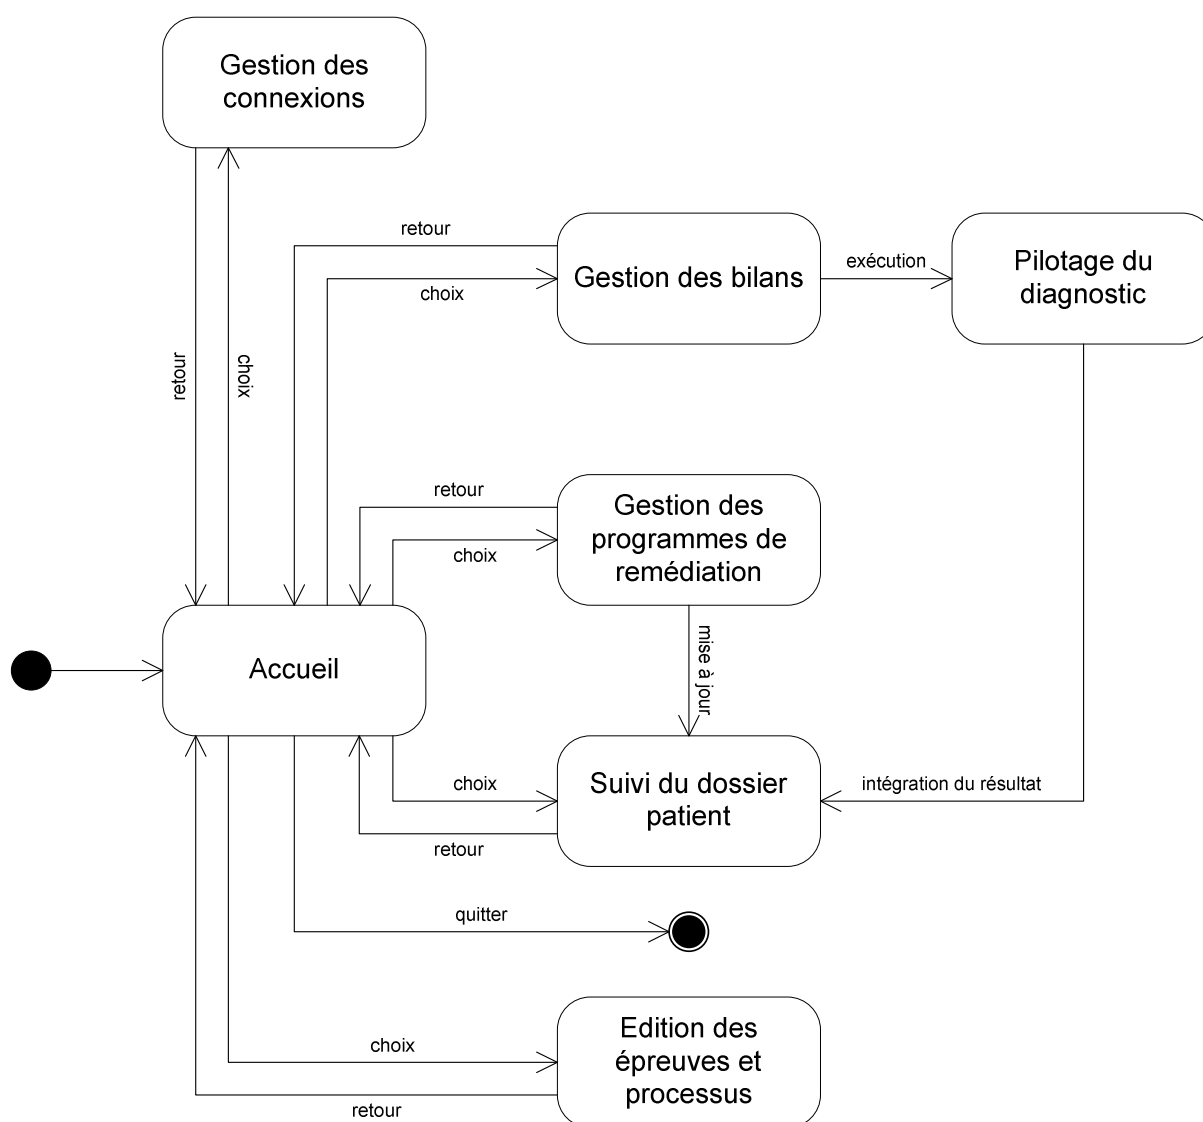 Gestion des
connexions
retour
choix
retour
choix
Gestion des bilans
exécution
Pilotage du
diagnostic
retour
choix
Gestion des
programmes de
remédiation
Accueil
mise à jour
choix
retour
Suivi du dossier
patient
intégration du résultat
quitter
choix
retour
Edition des
épreuves et
processus